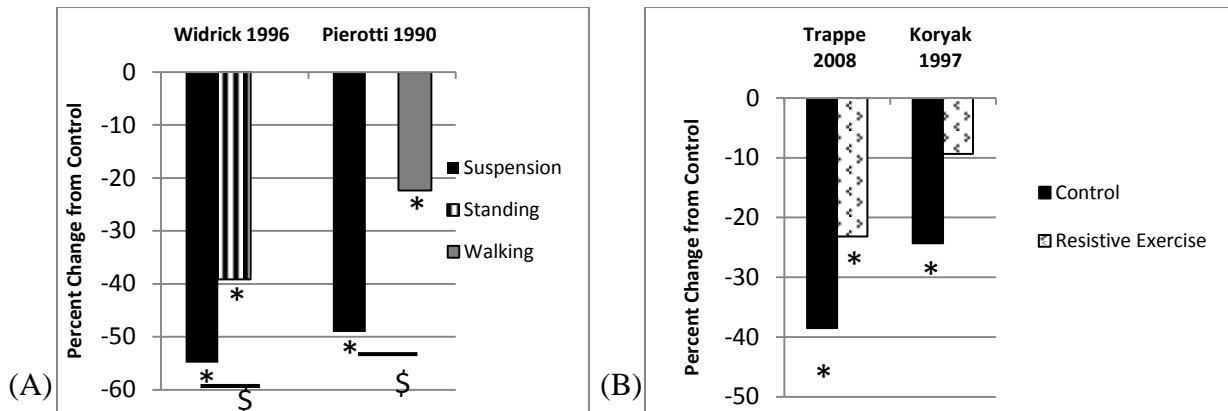 Widrick 1996 Pierotti 1990
0
-10
-20
-30
-40
-50
-60
Percent Change from Control
* * * *
$ $
Suspension
Standing
Walking
(A)
Trappe 2008
Koryak 1997
0
-10
-20
-30
-40
-50
Percent Change from Control
* * *
Control
Resistive Exercise
(B)